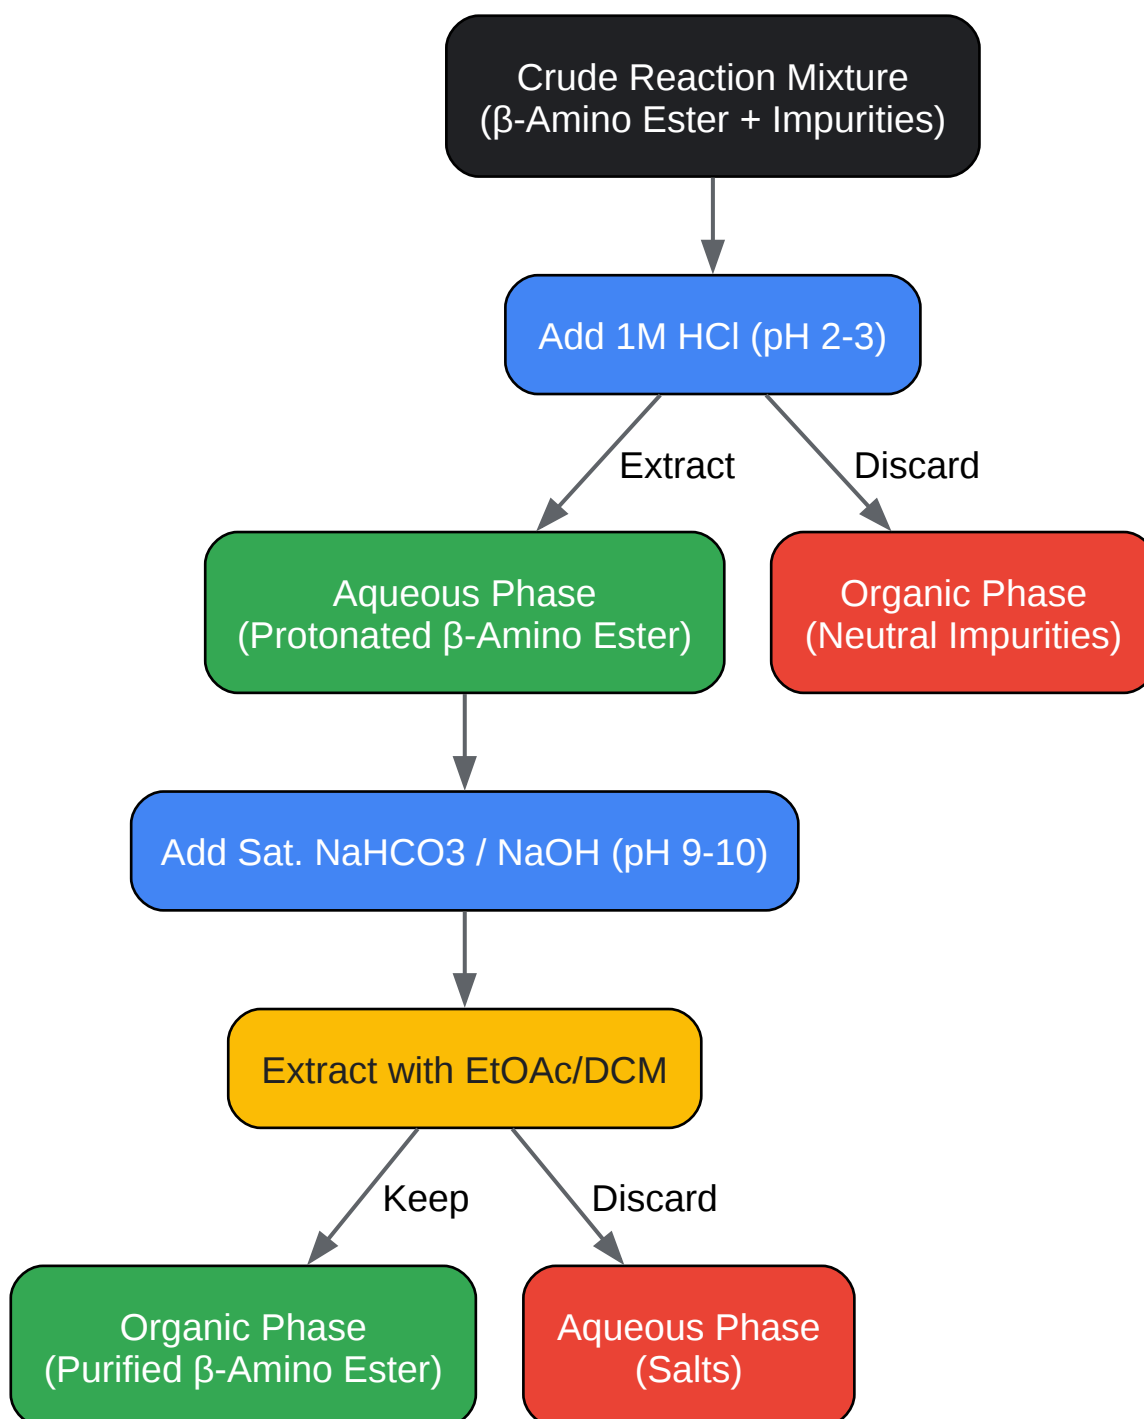 Crude Reaction Mixture
(β-Amino Ester + Impurities)
Add 1M HCl (pH 2-3)
Extract
Discard
Aqueous Phase
(Protonated β-Amino Ester)
Organic Phase
(Neutral Impurities)
Add Sat. NaHCO3 / NaOH (pH 9-10)
Extract with EtOAc/DCM
Keep
Discard
Organic Phase
(Purified β-Amino Ester)
Aqueous Phase
(Salts)